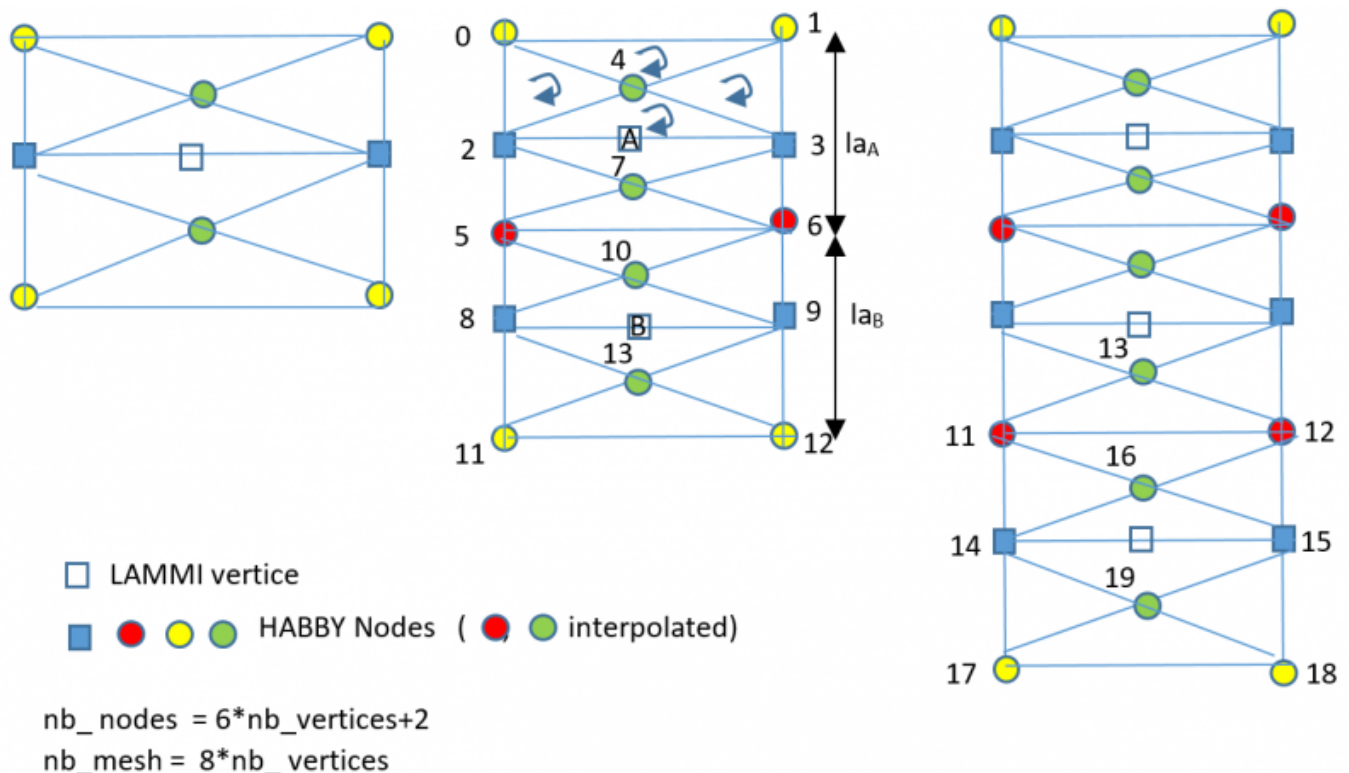 0
1
4
A
2
3
la_A
7
5
6
10
8
9
la_B
B
13
11
12
13
11
12
16
14
15
19
17
18
LAMMI vertice
HABBY Nodes ( , interpolated)
nb_ nodes = 6*nb_vertices+2
nb_mesh = 8*nb_ vertices